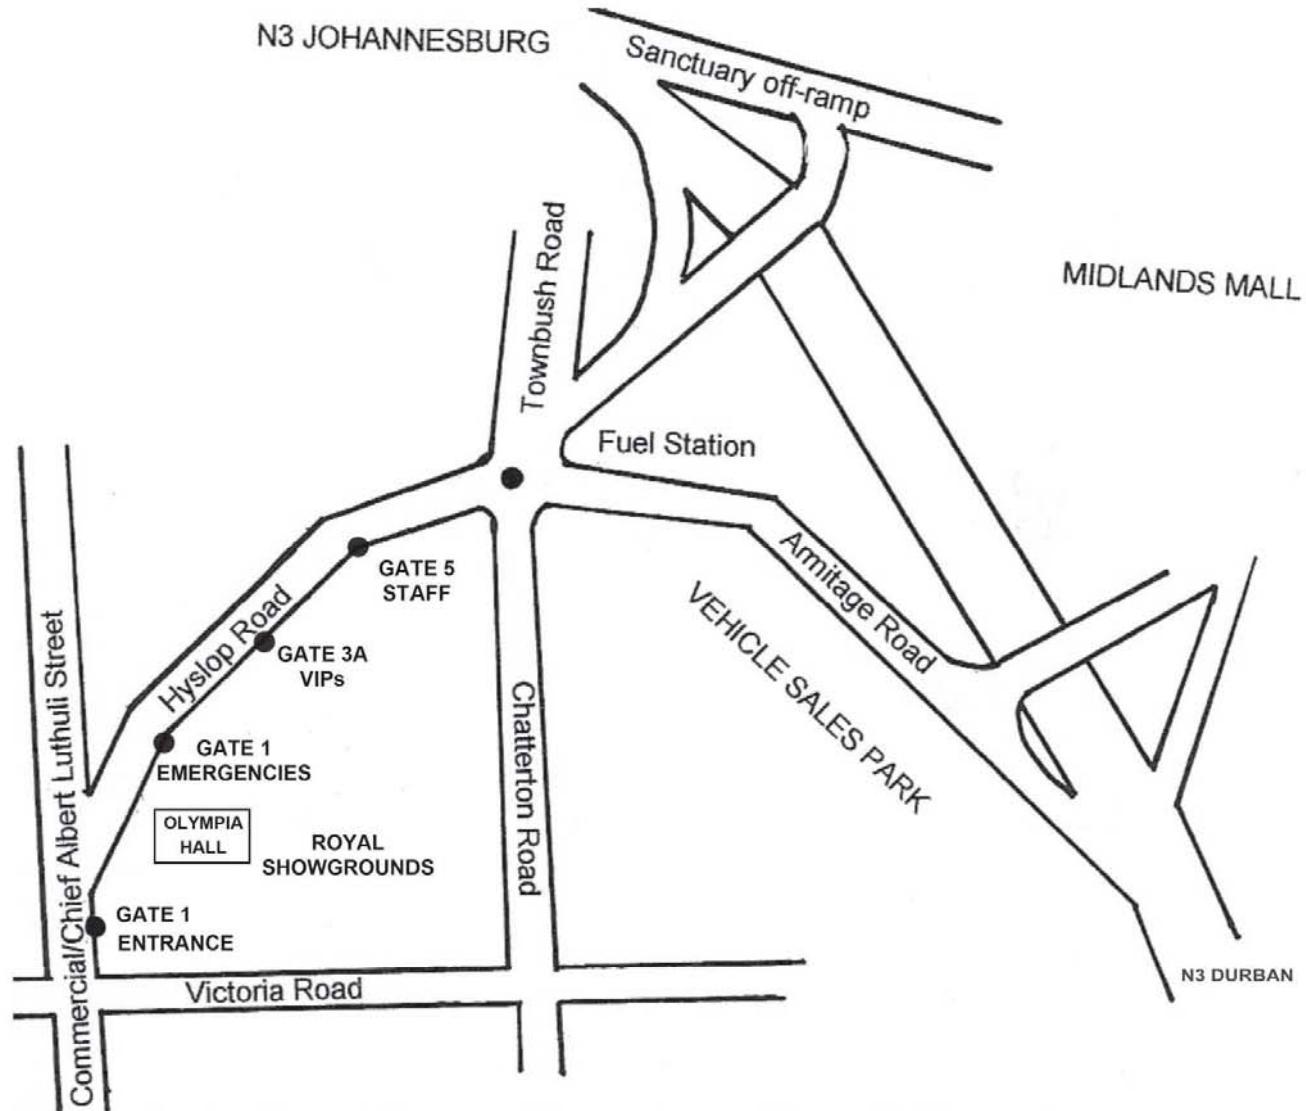 N3 JOHANNESBURG
Sanctuary off-ramp
MIDLANDS MALL
Townbush Road
Fuel Station
GATE 5
STAFF
Armitage Road
VEHICLE SALES PARK
Hyslop Road
GATE 3A
VIPs
Commercial/Chief Albert Luthuli Street
GATE 1
EMERGENCIES
Chatterton Road
OLYMPIA
HALL
ROYAL
SHOWGROUNDS
GATE 1
ENTRANCE
N3 DURBAN
Victoria Road